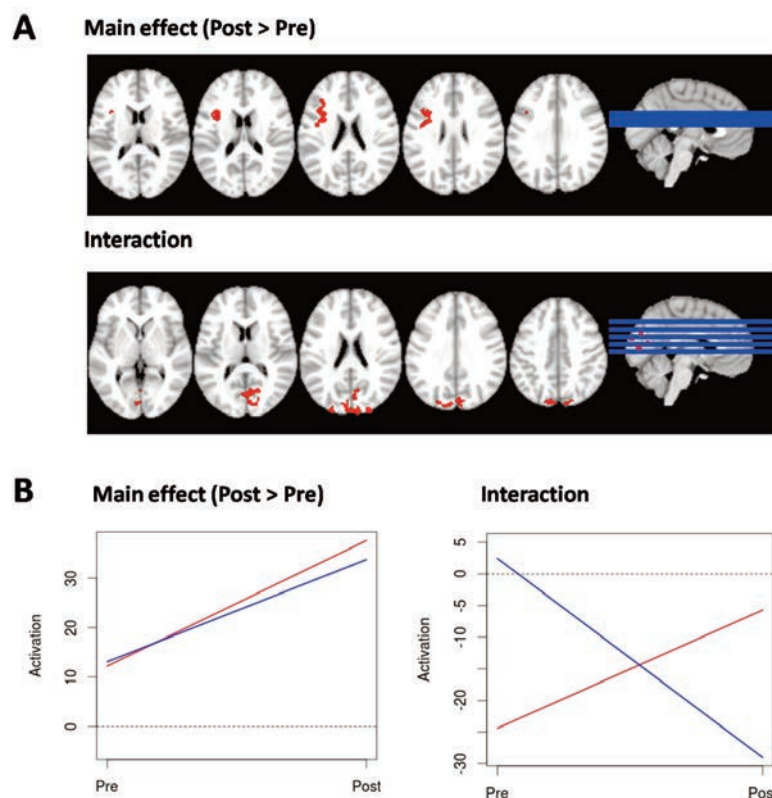 A
Main effect (Post > Pre)
Interaction
B
Main effect (Post > Pre)
Interaction
Activation
30
20
10
0
Pre
Post
Activation
5
0
-5
-10
-20
-30
Pre
Post